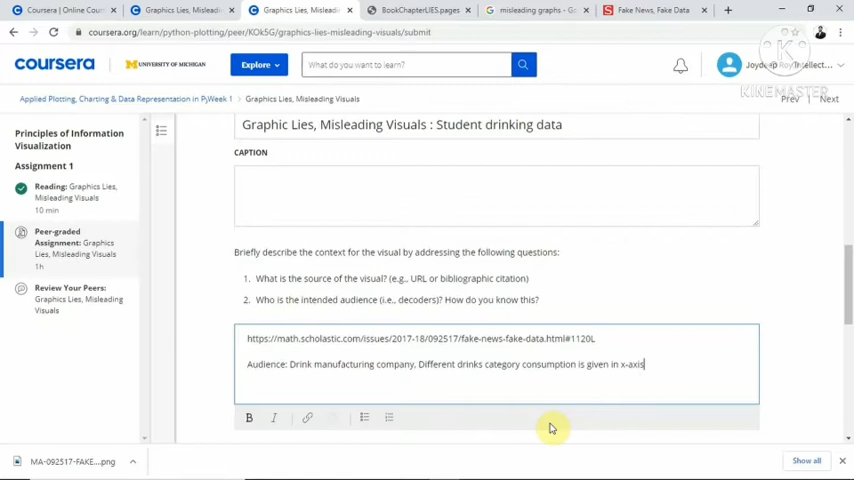 Coursera | Online Cour
Graphics Lies, Misleadin
Graphics Lies, Misleadi
BookChapterLIES.pages
misleading graphs - Go
Fake News, Fake Data
coursera.org/learn/python-plotting/peer/KOk5G/graphics-lies-misleading-visuals/submit
coursera
UNIVERSITY OF MICHIGAN
Explore
What do you want to learn?
KINEMASTER
Applied Plotting, Charting & Data Representation in Py
Week 1
Graphics Lies, Misleading Visuals
Prev
Next
Principles of Information
Visualization
Assignment 1
Reading: Graphics Lies,
Misleading Visuals
10 min
Peer-graded
Assignment: Graphics
Lies, Misleading Visuals
1h
Review Your Peers:
Graphics Lies, Misleading
Visuals
Graphic Lies, Misleading Visuals : Student drinking data
CAPTION
Briefly describe the context for the visual by addressing the following questions:
1. What is the source of the visual? (e.g., URL or bibliographic citation)
2. Who is the intended audience (i.e., decoders)? How do you know this?
https://math.scholastic.com/issues/2017-18/092517/fake-news-fake-data.html#1120L
Audience: Drink manufacturing company, Different drinks category consumption is given in x-axis
B I
MA-092517-FAKE....png
Show all